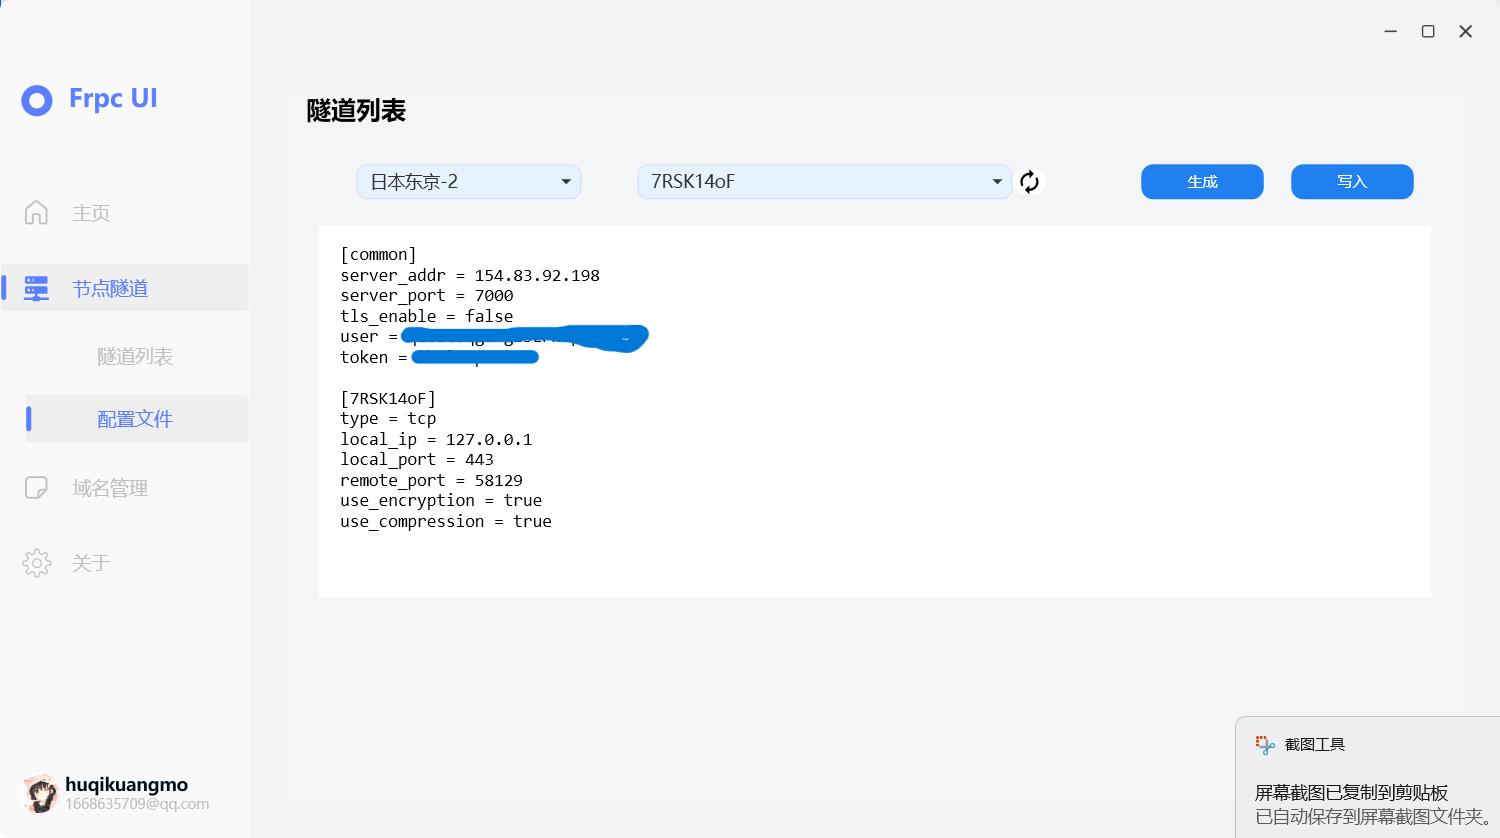 Frpc UI
主页
节点隧道
隧道列表
配置文件
域名管理
关于
huqikuangmo
1668635709@qq.com
隧道列表
日本东京-2
7RSK14oF
生成
写入
[common]
server_addr = 154.83.92.198
server_port = 7000
tls_enable = false
user =
token =
[7RSK14oF]
type = tcp
local_ip = 127.0.0.1
local_port = 443
remote_port = 58129
use_encryption = true
use_compression = true
截图工具
屏幕截图已复制到剪贴板
已自动保存到屏幕截图文件夹。